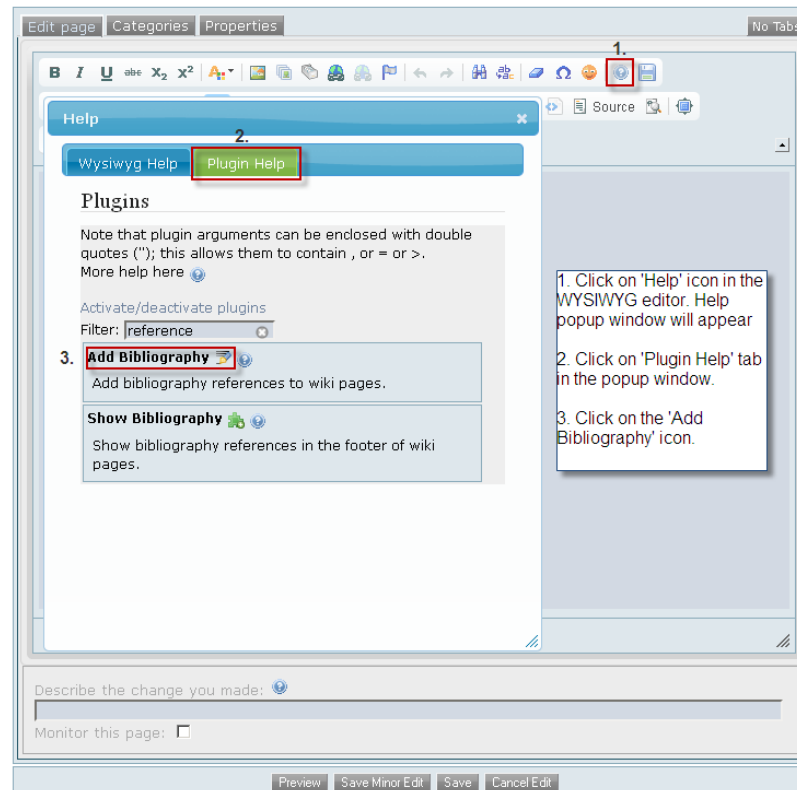 Edit page Categories Properties No Tabs
1.
B I U abc X2 X2 A
Source
Help
2.
Wysiwyg Help Plugin Help
Plugins
Note that plugin arguments can be enclosed with double
quotes ("); this allows them to contain , or = or >.
More help here
Activate/deactivate plugins
Filter: reference
3. Add Bibliography
Add bibliography references to wiki pages.
Show Bibliography
Show bibliography references in the footer of wiki
pages.
1. Click on 'Help' icon in the
WYSIWYG editor. Help
popup window will appear
2. Click on 'Plugin Help' tab
in the popup window.
3. Click on the 'Add
Bibliography' icon.
Describe the change you made:
Monitor this page:
Preview Save Minor Edit Save Cancel Edit